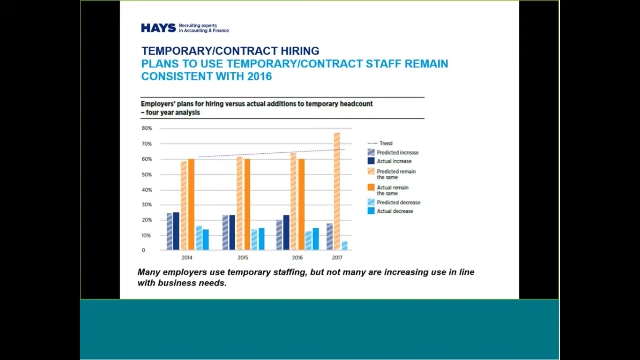 HAYS Recruiting experts
in Accounting & Finance
TEMPORARY/CONTRACT HIRING
PLANS TO USE TEMPORARY/CONTRACT STAFF REMAIN
CONSISTENT WITH 2016
Employers' plans for hiring versus actual additions to temporary headcount
– four year analysis
80%
70%
60%
50%
40%
30%
20%
10%
0
2014 2015 2016 2017
Trend
Predicted increase
Actual increase
Predicted remain
the same
Actual remain
the same
Predicted decrease
Actual decrease
Many employers use temporary staffing, but not many are increasing use in line
with business needs.